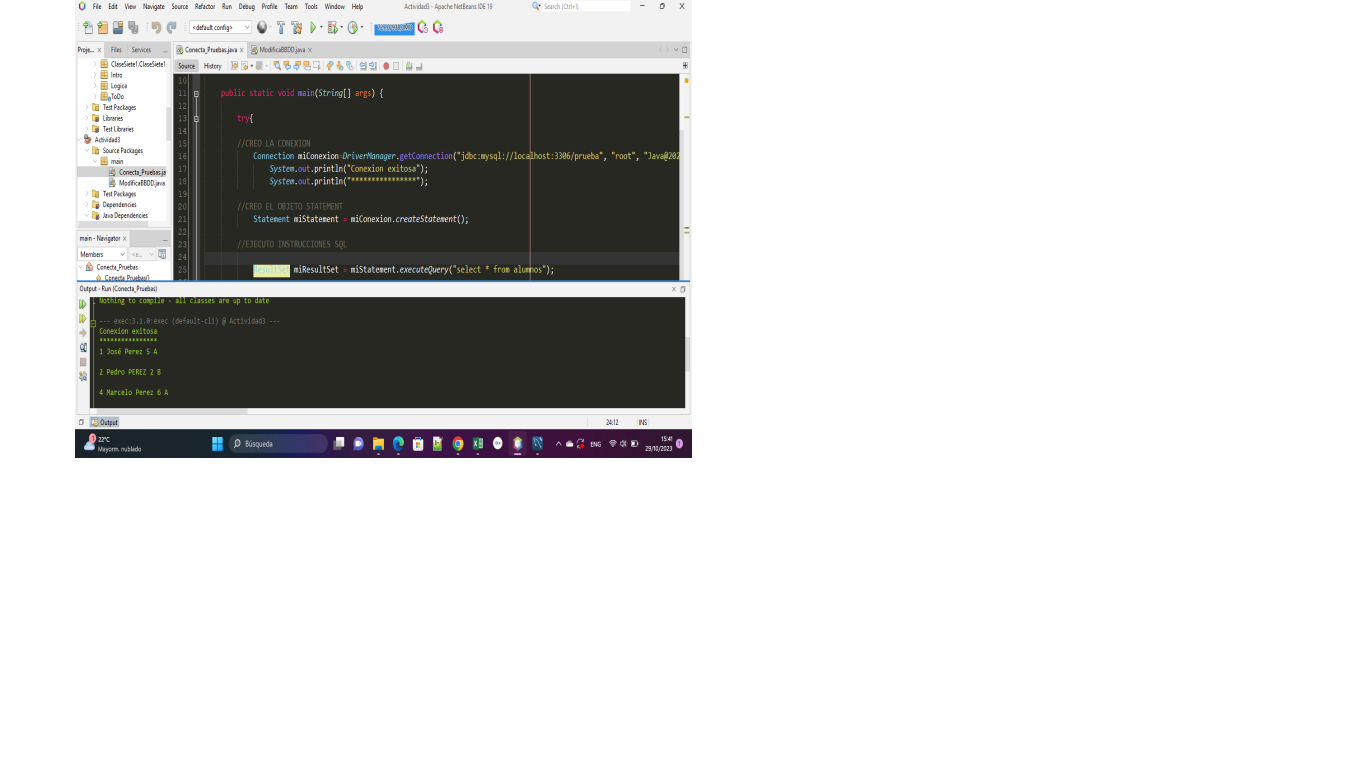 File Edit View Navigate Source Refactor Run Debug Profile Team Tools Window Help Actividad3 - Apache NetBeans IDE 19 Search (Ctrl+I)
<default config>
Proje... x Files Services
Conecta_Pruebas.java x ModificaBBDD.java x
Source History
ClaseSiete1.ClaseSiete1
Intro
Logica
ToDo
Test Packages
Libraries
Test Libraries
Actividad3
Source Packages
main
Conecta_Pruebas.ja
ModificaBBDD.java
Test Packages
Dependencies
Java Dependencies
main - Navigator x
Members
Conecta_Pruebas
Conecta_Pruebas()
10
11 public static void main(String[] args) {
12
13 try{
14
15 //CREO LA CONEXION
16 Connection miConexion=DriverManager.getConnection("jdbc:mysql://localhost:3306/prueba", "root", "Java@202
17 System.out.println("Conexion exitosa");
18 System.out.println("****************");
19
20 //CREO EL OBJETO STATEMENT
21 Statement miStatement = miConexion.createStatement();
22
23 //EJECUTO INSTRUCCIONES SQL
24
25 ResultSet miResultSet = miStatement.executeQuery("select * from alumnos");
Output - Run (Conecta_Pruebas)
Nothing to compile - all classes are up to date
--- exec:3.1.0:exec (default-cli) @ Actividad3 ---
Conexion exitosa
****************
1 José Perez 5 A
2 Pedro PEREZ 2 B
4 Marcelo Perez 6 A
Output
24:12 INS
22°C
Mayorm. nublado
Búsqueda
ENG
15:41
29/10/2023